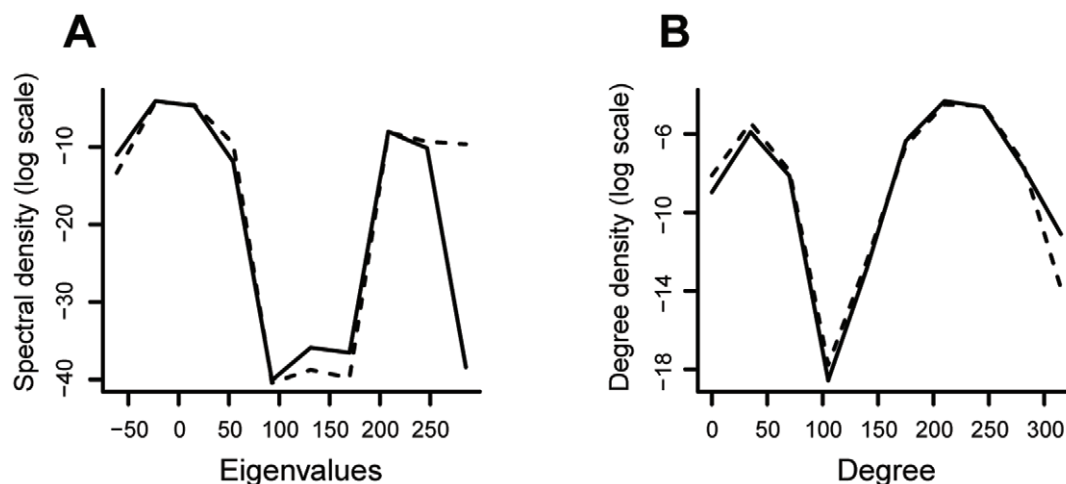 A
Spectral density (log scale)
−10
−20
−30
−40
−50 0 50 100 150 200 250
Eigenvalues
B
Degree density (log scale)
−6
−10
−14
−18
0 50 100 150 200 250 300
Degree